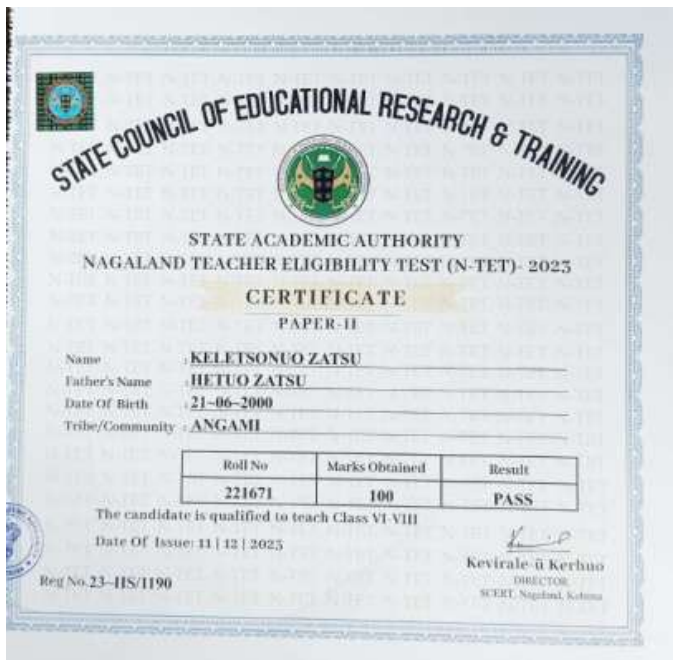 STATE COUNCIL OF EDUCATIONAL RESEARCH & TRAINING
STATE ACADEMIC AUTHORITY
NAGALAND TEACHER ELIGIBILITY TEST (N-TET)- 2023
CERTIFICATE
PAPER-II
Name : KELETSONUO ZATSU
Father's Name : HETUO ZATSU
Date Of Birth : 21-06-2000
Tribe/Community : ANGAMI
Roll No Marks Obtained Result
221671 100 PASS
The candidate is qualified to teach Class VI-VIII
Date Of Issue: 11 | 12 | 2023
Kevirale-ü Kerhuo
DIRECTOR
SCERT, Nagaland, Kohima
Reg No. 23-IIS/1190